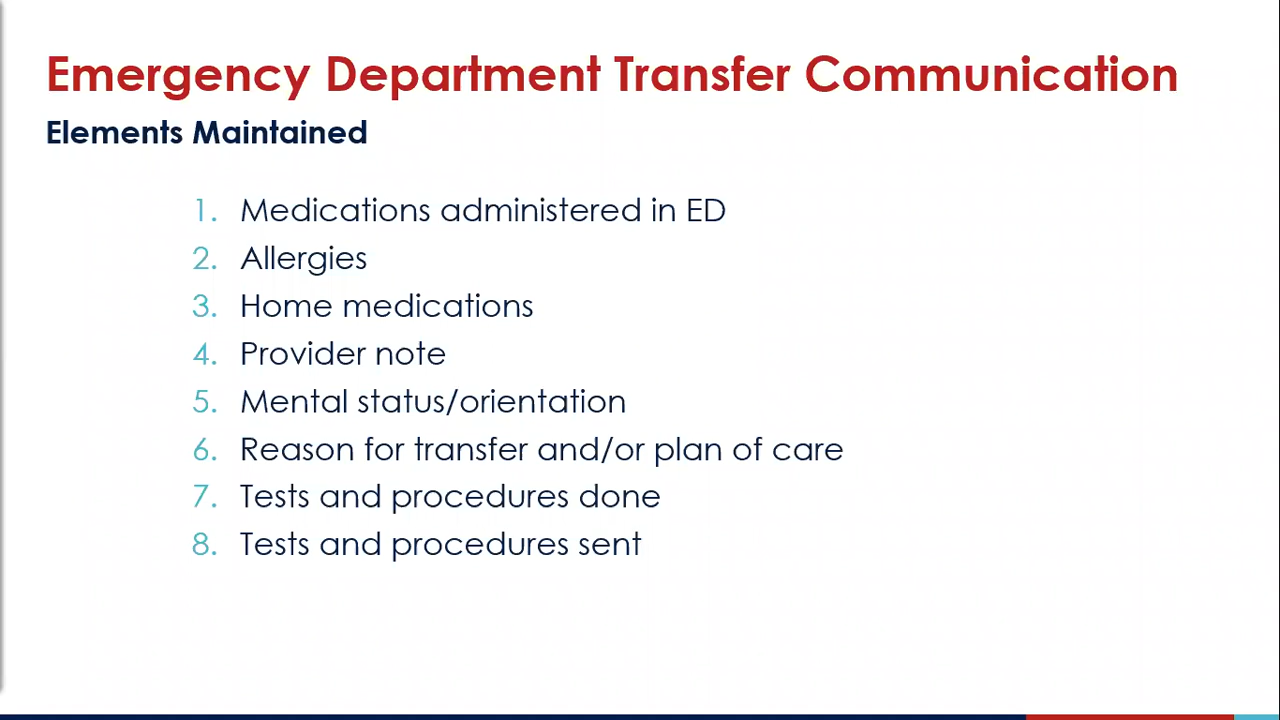 Emergency Department Transfer Communication
Elements Maintained
1. Medications administered in ED
2. Allergies
3. Home medications
4. Provider note
5. Mental status/orientation
6. Reason for transfer and/or plan of care
7. Tests and procedures done
8. Tests and procedures sent